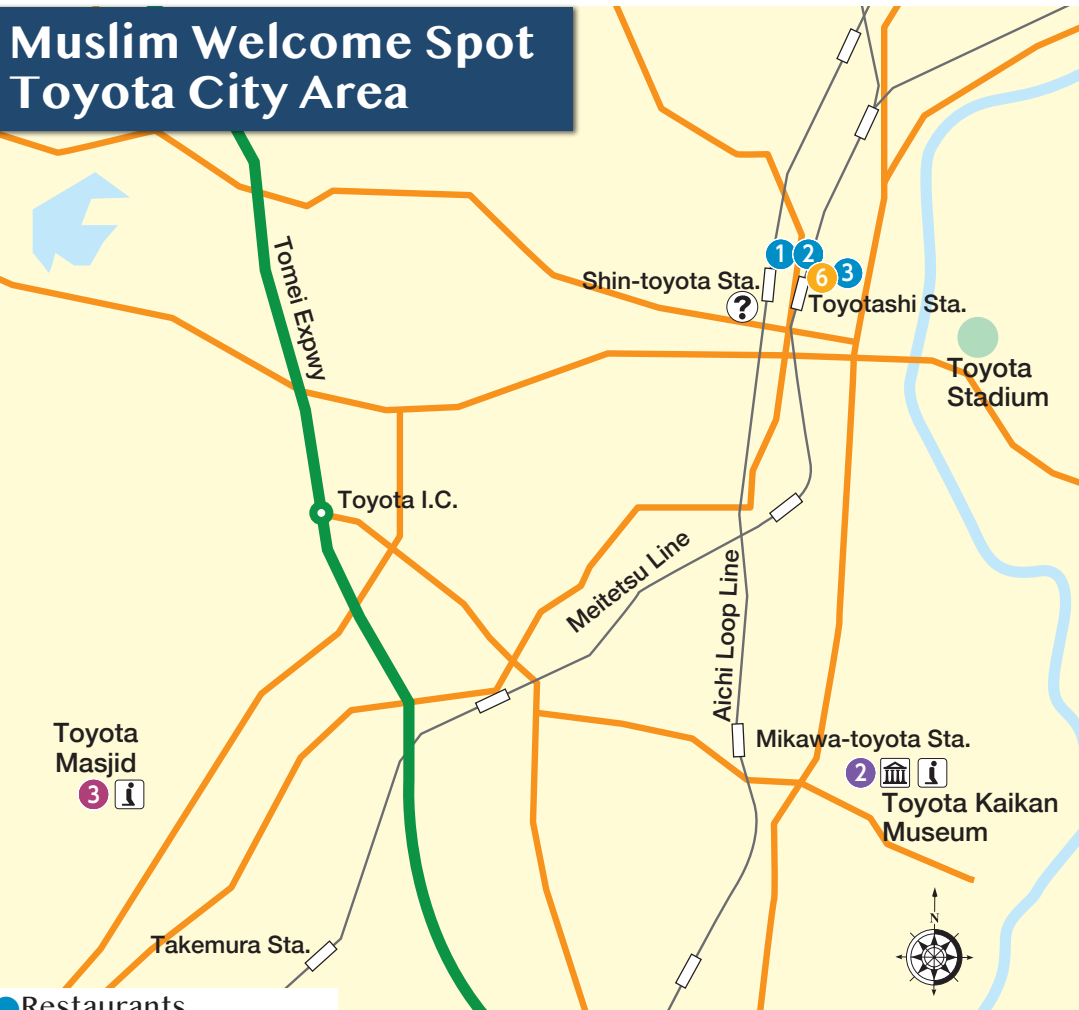 Muslim Welcome Spot
Toyota City Area
Tomei Expwy
1
2
6
3
Shin-toyota Sta.
?
Toyotashi Sta.
Toyota
Stadium
Toyota I.C.
Meitetsu Line
Aichi Loop Line
Toyota
Masjid
3
Mikawa-toyota Sta.
2
Toyota Kaikan
Museum
Takemura Sta.
N
Restaurants